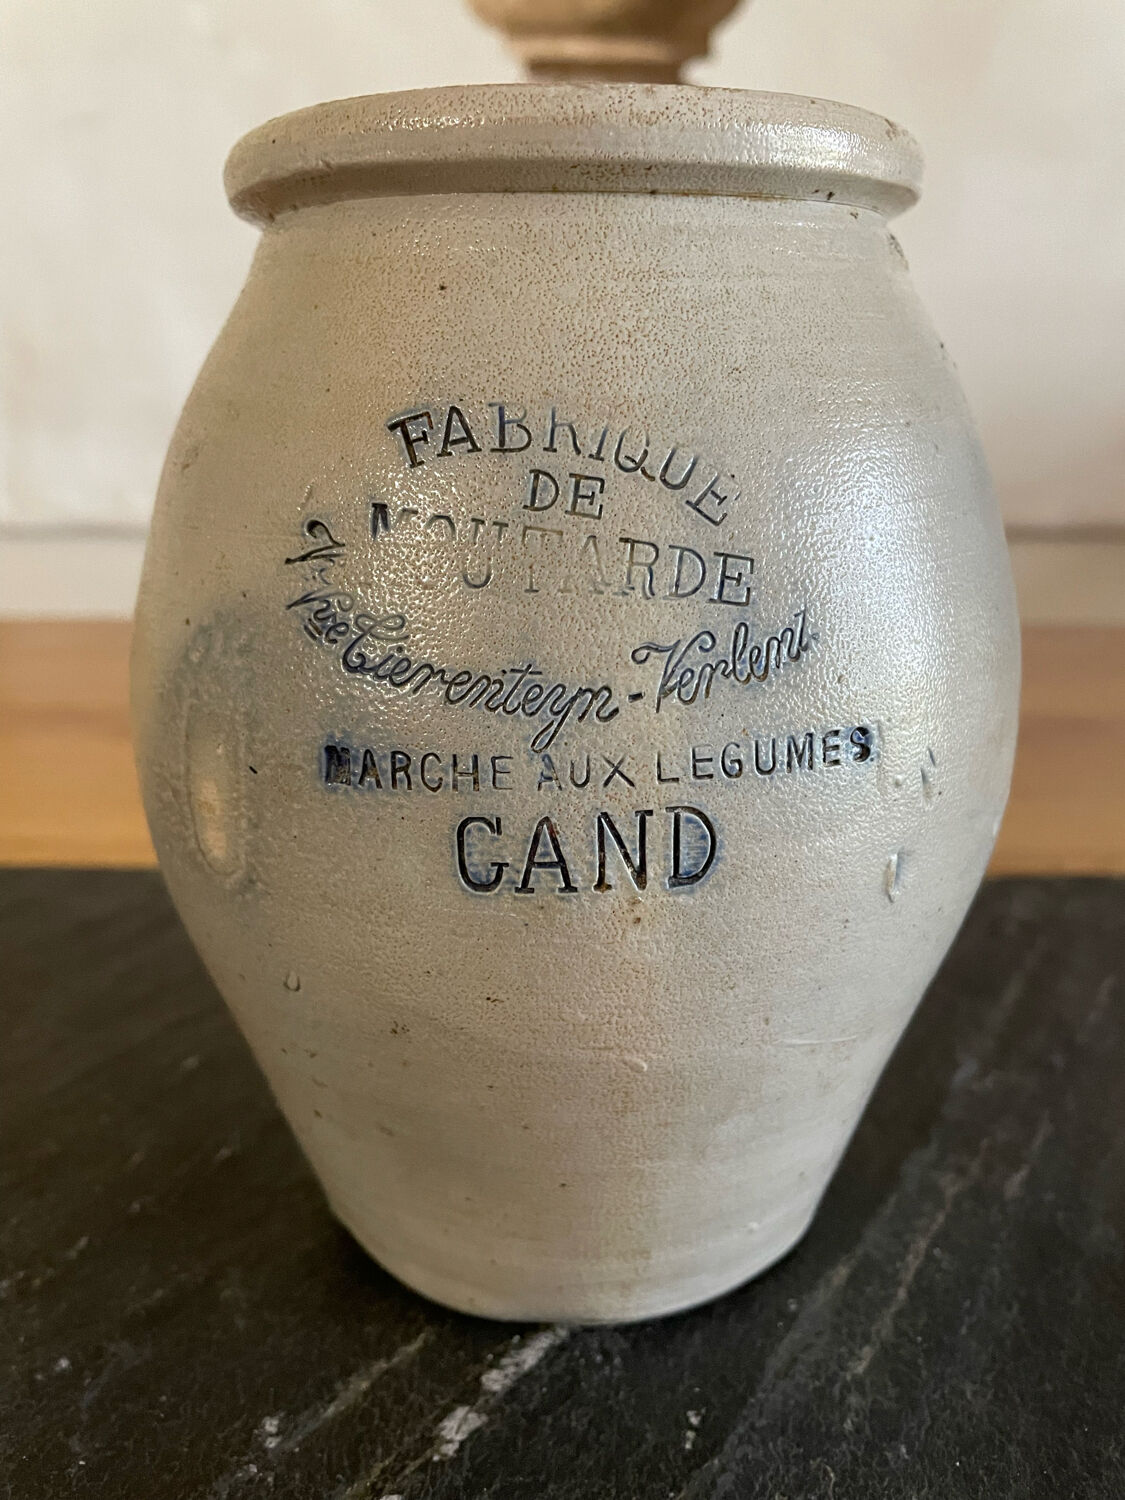 FABRIQUE
DE
MOUTARDE
Vve Tierenteyn-Verlent
MARCHE AUX LEGUMES
GAND